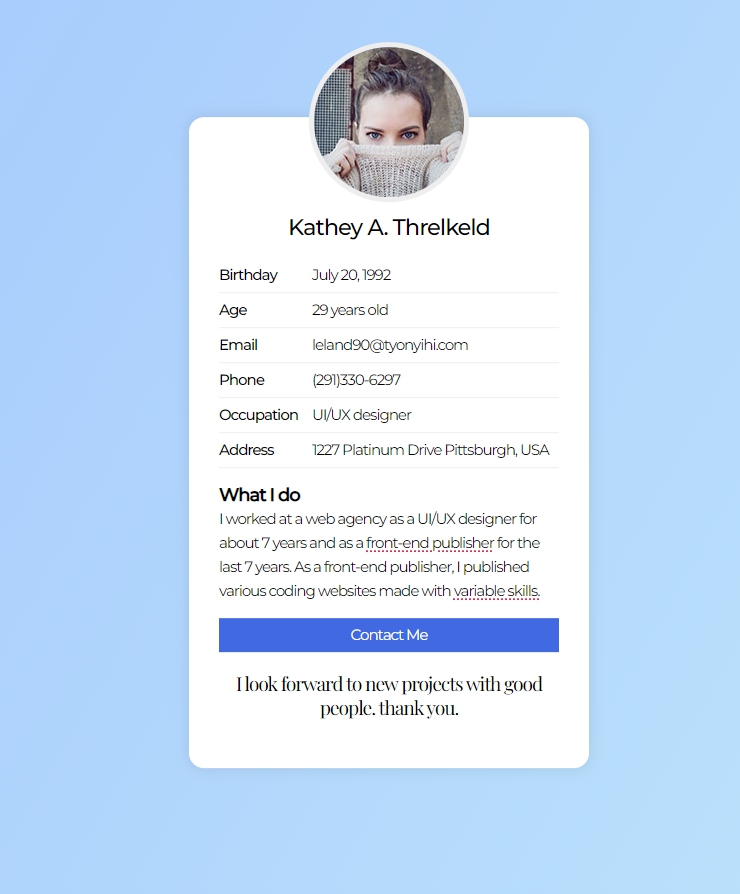 Kathey A. Threlkeld
Birthday July 20, 1992
Age 29 years old
Email leland90@tyonyihi.com
Phone (291)330-6297
Occupation UI/UX designer
Address 1227 Platinum Drive Pittsburgh, USA
What I do
I worked at a web agency as a UI/UX designer for
about 7 years and as a front-end publisher for the
last 7 years. As a front-end publisher, I published
various coding websites made with variable skills.
Contact Me
I look forward to new projects with good
people. thank you.